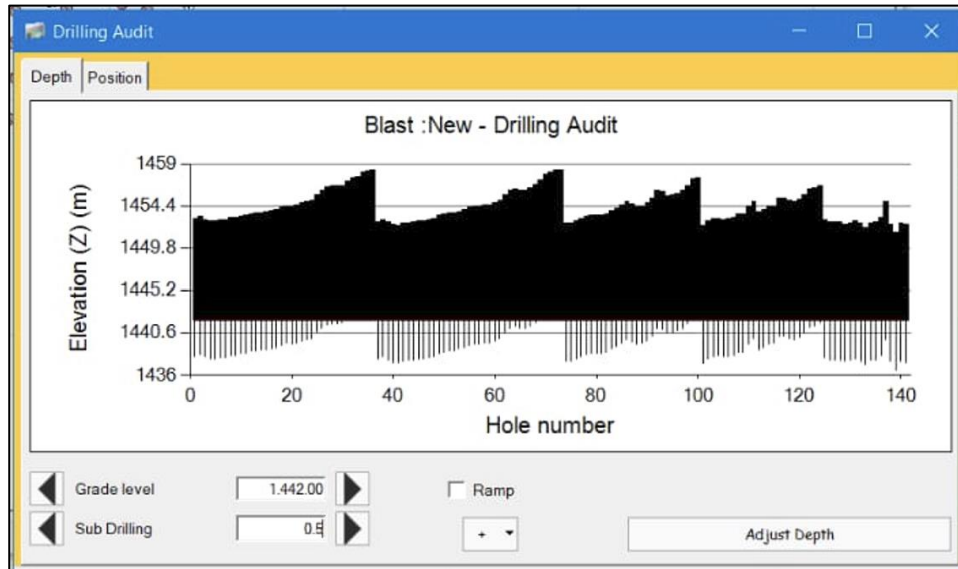 Drilling Audit
Depth Position
Blast :New - Drilling Audit
Elevation (Z) (m)
1459
1454.4
1449.8
1445.2
1440.6
1436
0 20 40 60 80 100 120 140
Hole number
Grade level 1.442.00 Ramp
Sub Drilling 0.5 + Adjust Depth